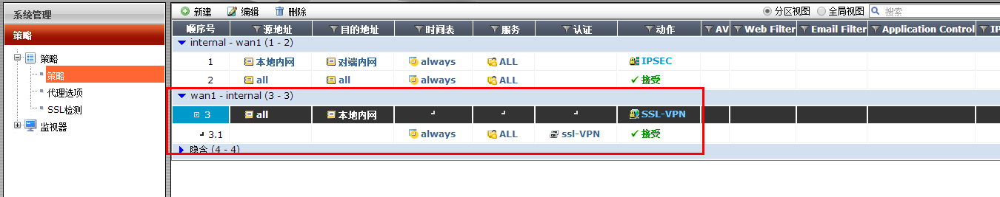 系统管理
策略
策略
策略
代理选项
SSL检测
监视器
新建 编辑 删除 分区视图 全局视图 搜索
顺序号 源地址 目的地址 时间表 服务 认证 动作 AV Web Filter Email Filter Application Control IP
internal - wan1 (1 - 2)
1 本地内网 对端内网 always ALL IPSEC
2 all all always ALL 接受
wan1 - internal (3 - 3)
3 all 本地内网 SSL-VPN
3.1 always ALL ssl-VPN 接受
隐含 (4 - 4)